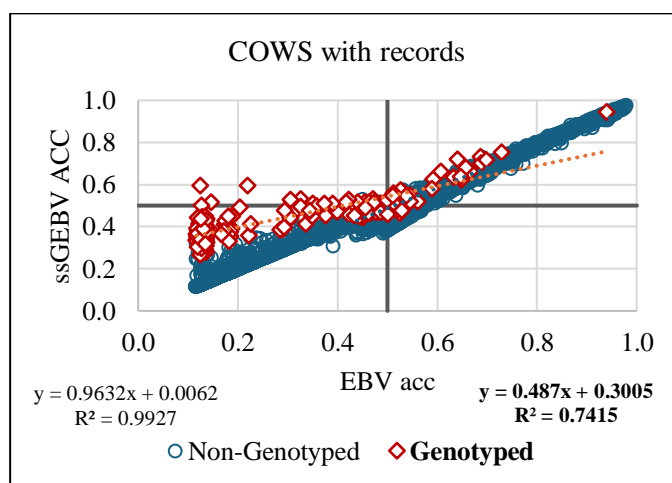 COWS with records
ssGEBV ACC
1.0
0.8
0.6
0.4
0.2
0.0
0.0 0.2 0.4 0.6 0.8 1.0
EBV acc
y = 0.9632x + 0.0062
R² = 0.9927
y = 0.487x + 0.3005
R² = 0.7415
Non-Genotyped Genotyped